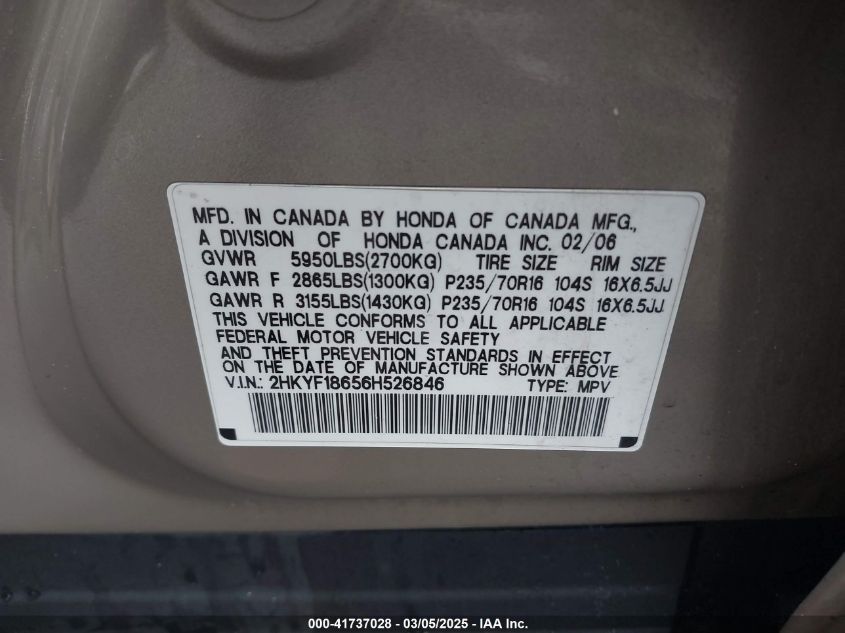 MFD. IN CANADA BY HONDA OF CANADA MFG.,
A DIVISION OF HONDA CANADA INC. 02/06
GVWR 5950LBS(2700KG) TIRE SIZE RIM SIZE
GAWR F 2865LBS(1300KG) P235/70R16 104S 16X6.5JJ
GAWR R 3155LBS(1430KG) P235/70R16 104S 16X6.5JJ
THIS VEHICLE CONFORMS TO ALL APPLICABLE
FEDERAL MOTOR VEHICLE SAFETY
AND THEFT PREVENTION STANDARDS IN EFFECT
ON THE DATE OF MANUFACTURE SHOWN ABOVE
V.I.N.: 2HKYF18656H526846 TYPE: MPV
000-41737028 - 03/05/2025 - IAA Inc.